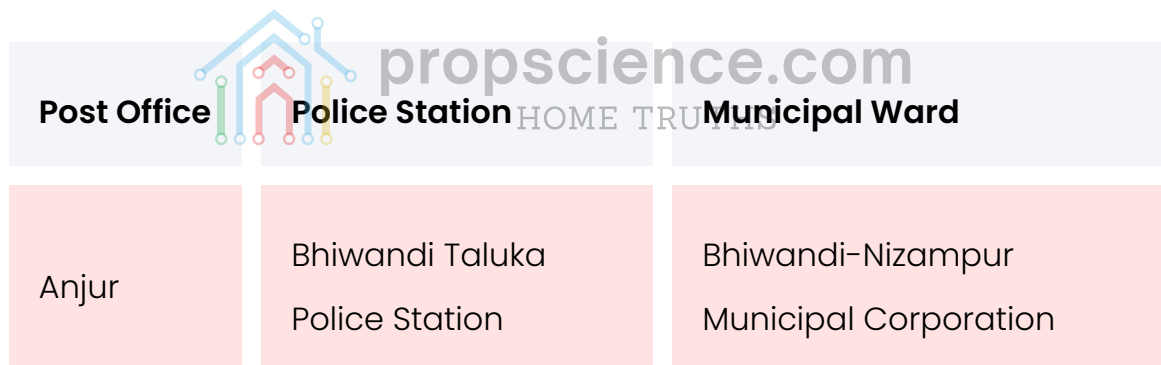 propscience.com
HOME TRUTHS
Post Office Police Station Municipal Ward
Anjur
Bhiwandi Taluka
Police Station
Bhiwandi-Nizampur
Municipal Corporation